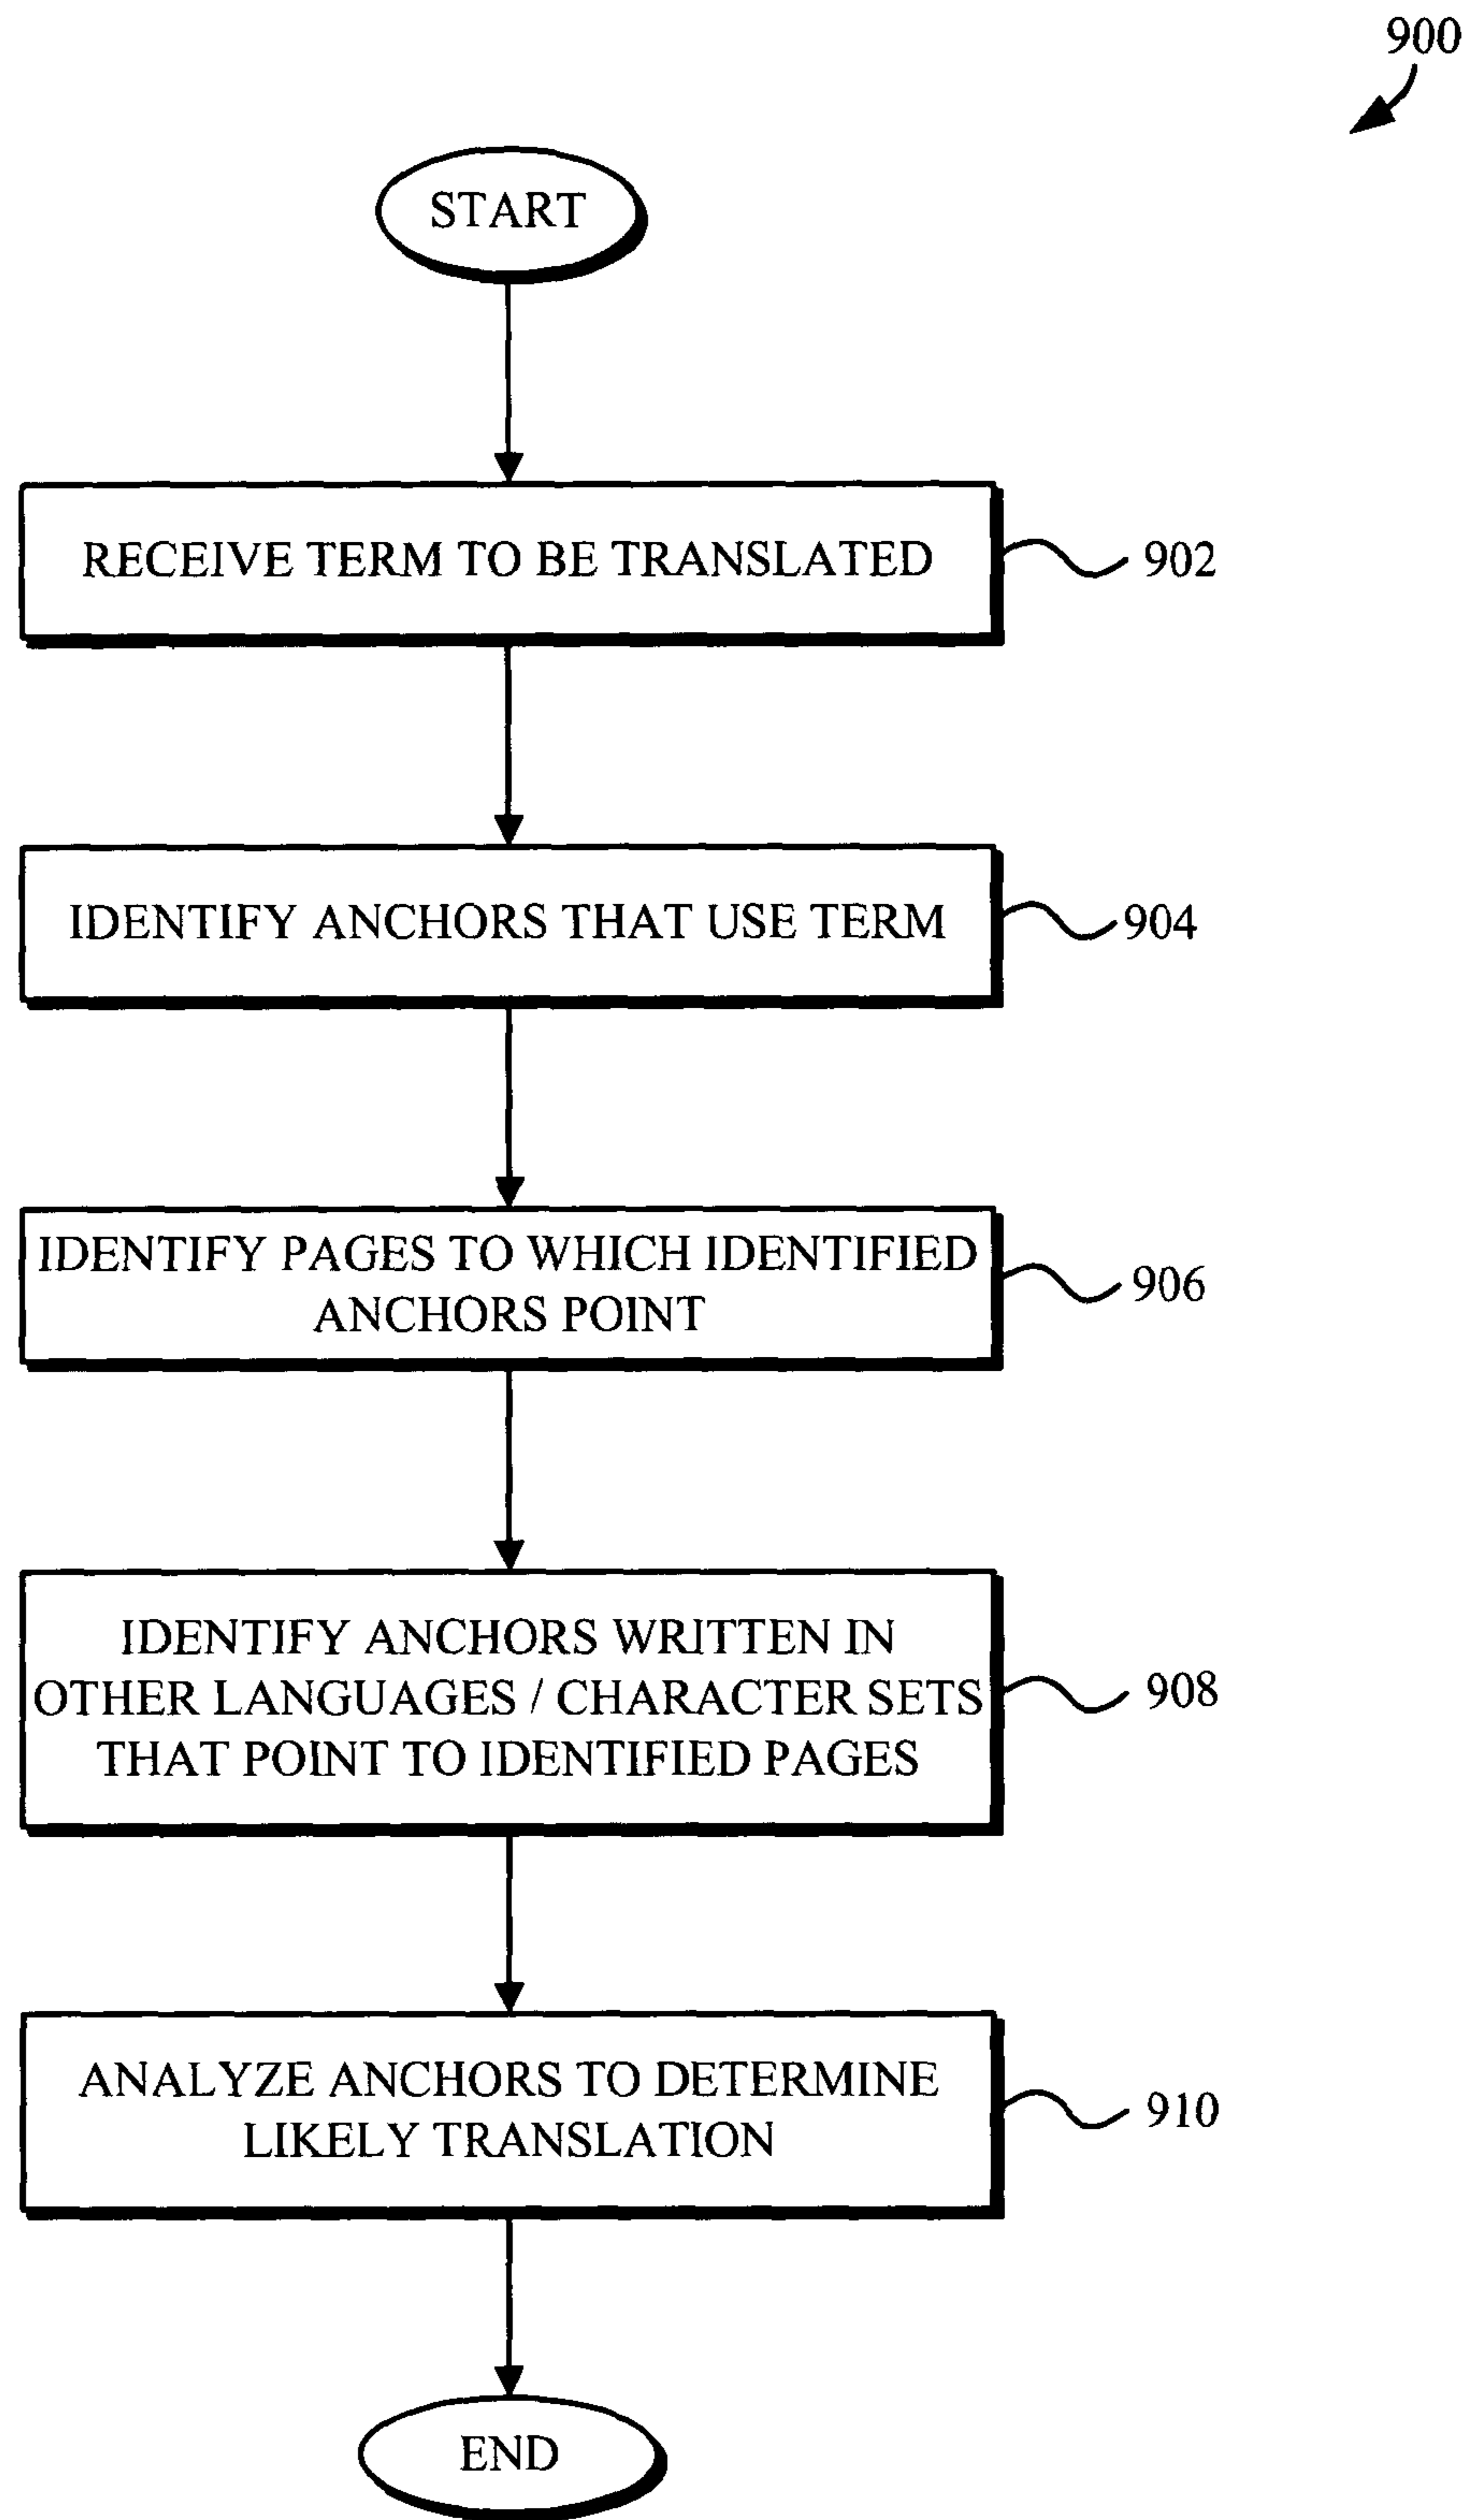 900
START
RECEIVE TERM TO BE TRANSLATED
902
IDENTIFY ANCHORS THAT USE TERM
904
IDENTIFY PAGES TO WHICH IDENTIFIED
ANCHORS POINT
906
IDENTIFY ANCHORS WRITTEN IN
OTHER LANGUAGES / CHARACTER SETS
THAT POINT TO IDENTIFIED PAGES
908
ANALYZE ANCHORS TO DETERMINE
LIKELY TRANSLATION
910
END